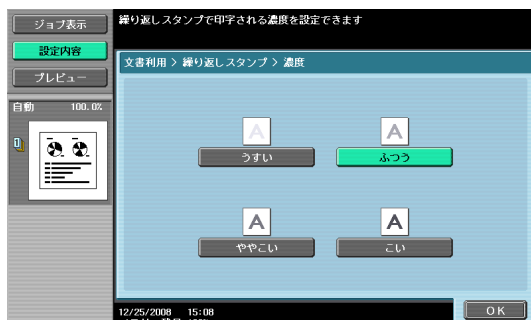 ジョブ表示
設定内容
プレビュー
自動 100.0%
繰り返しスタンプで印字される濃度を設定できます
文書利用 > 繰り返しスタンプ > 濃度
A
うすい
A
ふつう
A
ややこい
A
こい
12/25/2008 15:08
OK